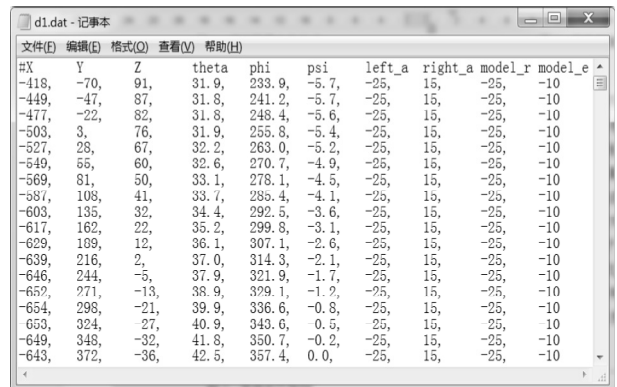 d1.dat - 记事本
文件(F) 编辑(E) 格式(O) 查看(V) 帮助(H)
#X Y Z theta phi psi left_a right_a model_r model_e
-418, -70, 91, 31.9, 233.9, -5.7, -25, 15, -25, -10
-449, -47, 87, 31.8, 241.2, -5.7, -25, 15, -25, -10
-477, -22, 82, 31.8, 248.4, -5.6, -25, 15, -25, -10
-503, 3, 76, 31.9, 255.8, -5.4, -25, 15, -25, -10
-527, 28, 67, 32.2, 263.0, -5.2, -25, 15, -25, -10
-549, 55, 60, 32.6, 270.7, -4.9, -25, 15, -25, -10
-569, 81, 50, 33.1, 278.1, -4.5, -25, 15, -25, -10
-587, 108, 41, 33.7, 285.4, -4.1, -25, 15, -25, -10
-603, 135, 32, 34.4, 292.5, -3.6, -25, 15, -25, -10
-617, 162, 22, 35.2, 299.8, -3.1, -25, 15, -25, -10
-629, 189, 12, 36.1, 307.1, -2.6, -25, 15, -25, -10
-639, 216, 2, 37.0, 314.3, -2.1, -25, 15, -25, -10
-646, 244, -5, 37.9, 321.9, -1.7, -25, 15, -25, -10
-652, 271, -13, 38.9, 329.1, -1.2, -25, 15, -25, -10
-654, 298, -21, 39.9, 336.6, -0.8, -25, 15, -25, -10
-653, 324, -27, 40.9, 343.6, -0.5, -25, 15, -25, -10
-649, 348, -32, 41.8, 350.7, -0.2, -25, 15, -25, -10
-643, 372, -36, 42.5, 357.4, 0.0, -25, 15, -25, -10